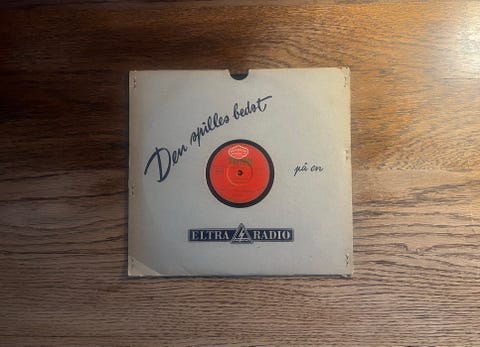 Den spilles bedst
på en
ELTRA RADIO